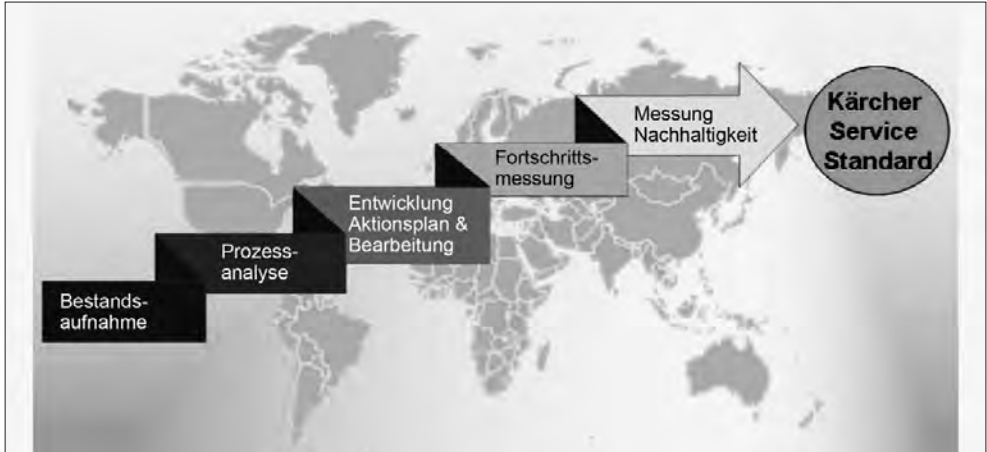 Bestands-
aufnahme
Prozess-
analyse
Entwicklung
Aktionsplan &
Bearbeitung
Fortschritts-
messung
Messung
Nachhaltigkeit
Kärcher
Service
Standard